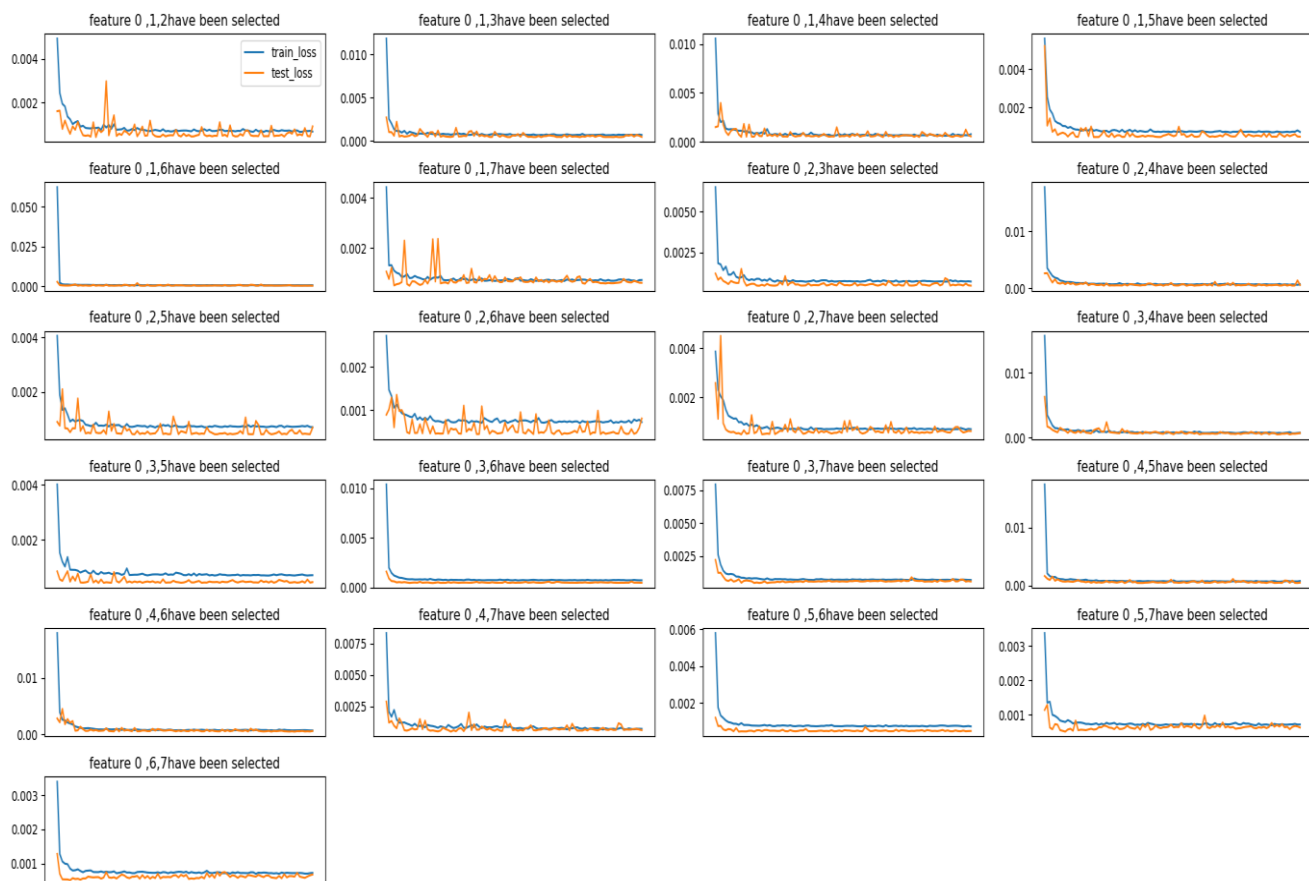 feature 0 ,1,2have been selected
feature 0 ,1,3have been selected
feature 0 ,1,4have been selected
feature 0 ,1,5have been selected
train_loss
test_loss
0.004
0.002
0.010
0.005
0.000
0.010
0.005
0.000
0.004
0.002
0.000
feature 0 ,1,6have been selected
feature 0 ,1,7have been selected
feature 0 ,2,3have been selected
feature 0 ,2,4have been selected
0.050
0.025
0.000
0.004
0.002
0.0050
0.0025
0.01
0.00
feature 0 ,2,5have been selected
feature 0 ,2,6have been selected
feature 0 ,2,7have been selected
feature 0 ,3,4have been selected
0.004
0.002
0.002
0.001
0.004
0.002
0.000
0.01
0.00
feature 0 ,3,5have been selected
feature 0 ,3,6have been selected
feature 0 ,3,7have been selected
feature 0 ,4,5have been selected
0.004
0.002
0.010
0.005
0.000
0.0075
0.0050
0.0025
0.01
0.00
feature 0 ,4,6have been selected
feature 0 ,4,7have been selected
feature 0 ,5,6have been selected
feature 0 ,5,7have been selected
0.01
0.00
0.0075
0.0050
0.0025
0.006
0.004
0.002
0.003
0.002
0.001
feature 0 ,6,7have been selected
0.003
0.002
0.001